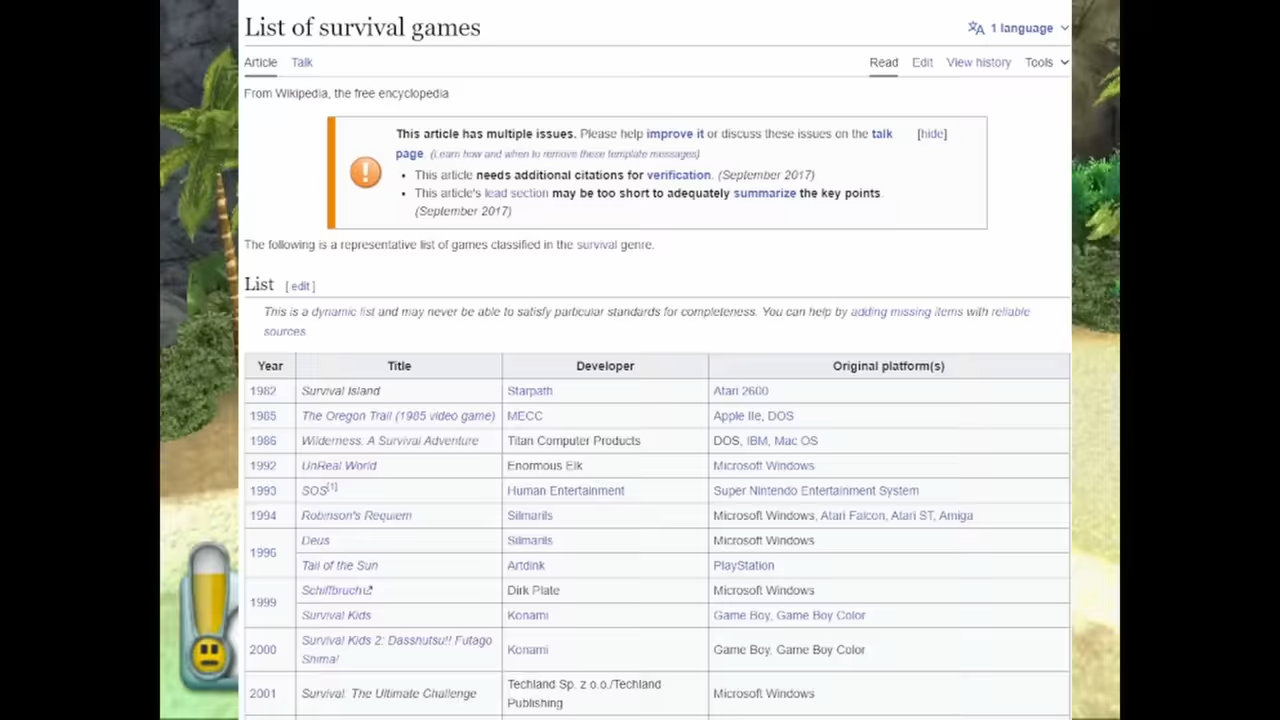 List of survival games
1 language
Article Talk
Read Edit View history Tools
From Wikipedia, the free encyclopedia
This article has multiple issues. Please help improve it or discuss these issues on the talk [hide]
page. (Learn how and when to remove these template messages)
• This article needs additional citations for verification. (September 2017)
• This article's lead section may be too short to adequately summarize the key points.
(September 2017)
The following is a representative list of games classified in the survival genre.
List [ edit ]
This is a dynamic list and may never be able to satisfy particular standards for completeness. You can help by adding missing items with reliable
sources.
Year Title Developer Original platform(s)
1982 Survival Island Starpath Atari 2600
1985 The Oregon Trail (1985 video game) MECC Apple IIe, DOS
1986 Wilderness: A Survival Adventure Titan Computer Products DOS, IBM, Mac OS
1992 UnReal World Enormous Elk Microsoft Windows
1993 SOS[1] Human Entertainment Super Nintendo Entertainment System
1994 Robinson's Requiem Silmarils Microsoft Windows, Atari Falcon, Atari ST, Amiga
1996 Deus Silmarils Microsoft Windows
Tail of the Sun Artdink PlayStation
1999 Schiffbruch Dirk Plate Microsoft Windows
Survival Kids Konami Game Boy, Game Boy Color
2000 Survival Kids 2: Dasshutsu!! Futago
Shima! Konami Game Boy, Game Boy Color
2001 Survival: The Ultimate Challenge Techland Sp. z o.o./Techland
Publishing Microsoft Windows